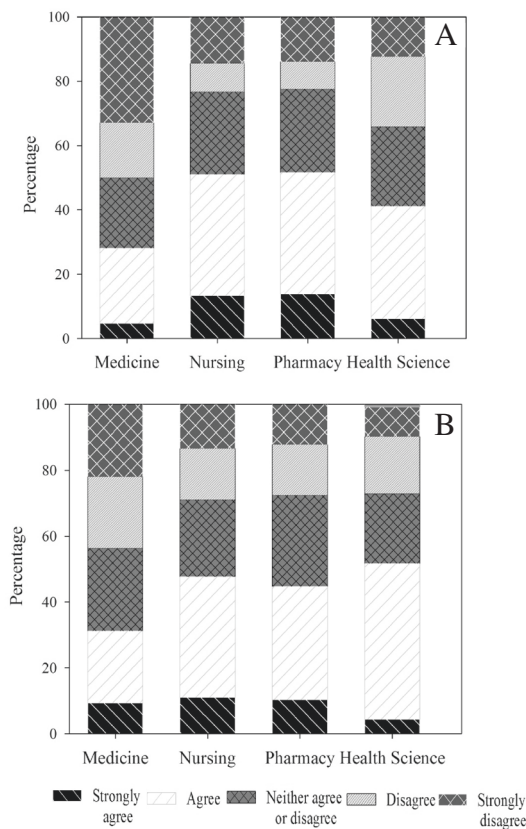 A
100
80
60
40
20
0
Percentage
Medicine Nursing Pharmacy Health Science
B
100
80
60
40
20
0
Percentage
Medicine Nursing Pharmacy Health Science
Strongly agree
Agree
Neither agree or disagree
Disagree
Strongly disagree